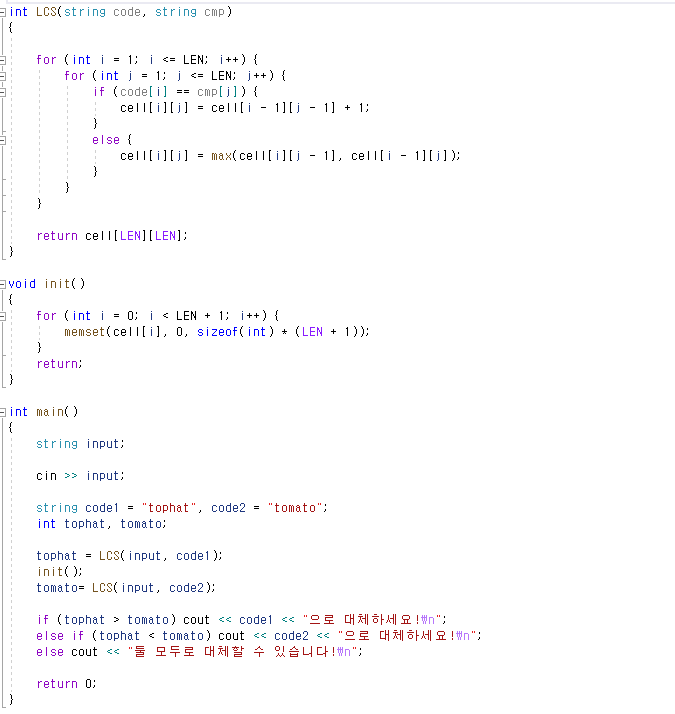 int LCS(string code, string cmp)
{
for (int i = 1; i <= LEN; i++) {
for (int j = 1; j <= LEN; j++) {
if (code[i] == cmp[j]) {
cell[i][j] = cell[i - 1][j - 1] + 1;
}
else {
cell[i][j] = max(cell[i][j - 1], cell[i - 1][j]);
}
}
}
return cell[LEN][LEN];
}
void init()
{
for (int i = 0; i < LEN + 1; i++) {
memset(cell[i], 0, sizeof(int) * (LEN + 1));
}
return;
}
int main()
{
string input;
cin >> input;
string code1 = "tophat", code2 = "tomato";
int tophat, tomato;
tophat = LCS(input, code1);
init();
tomato= LCS(input, code2);
if (tophat > tomato) cout << code1 << "으로 대체하세요!₩n";
else if (tophat < tomato) cout << code2 << "으로 대체하세요!₩n";
else cout << "둘 모두로 대체할 수 있습니다!₩n";
return 0;
}